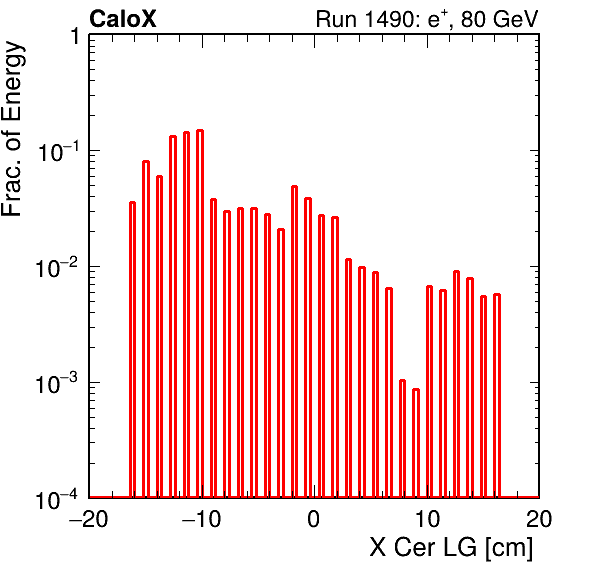 CaloX Run 1490: e⁺, 80 GeV
Frac. of Energy
1
10⁻¹
10⁻²
10⁻³
10⁻⁴
−20 −10 0 10 20
X Cer LG [cm]